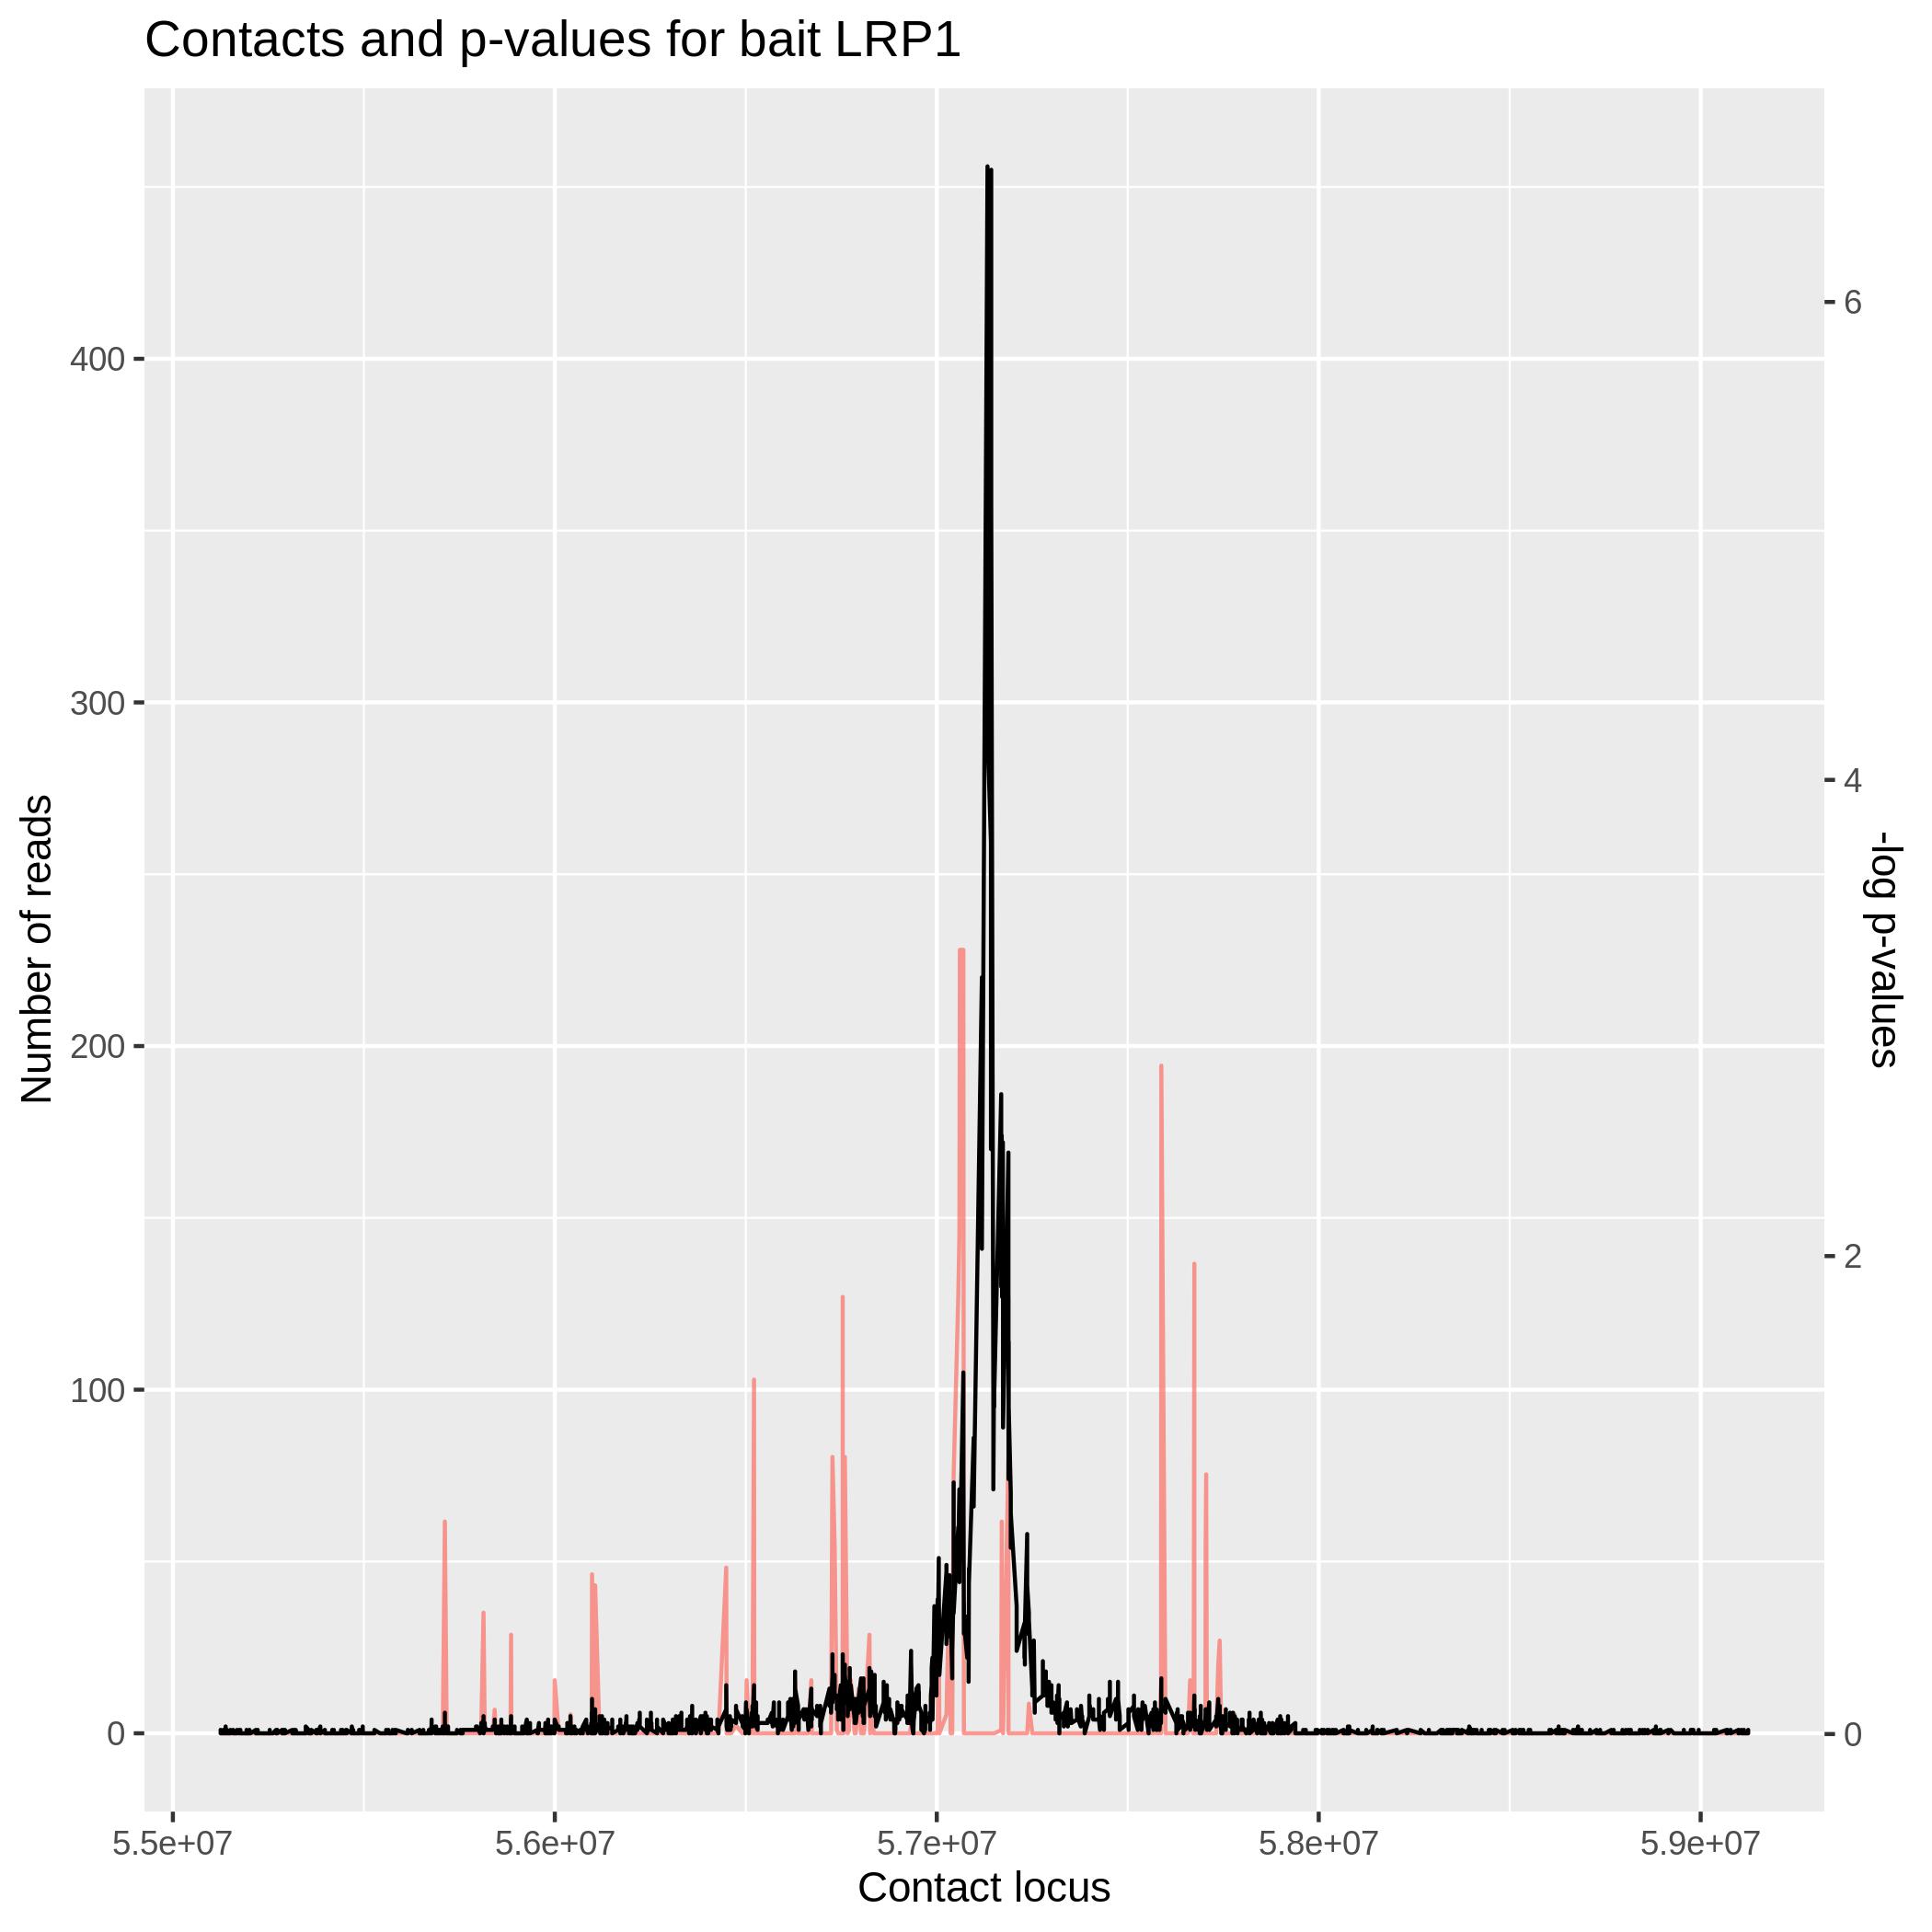 Contacts and p-values for bait LRP1
Number of reads
400
300
200
100
0
6
4
2
0
-log p-values
5.5e+07
5.6e+07
5.7e+07
5.8e+07
5.9e+07
Contact locus